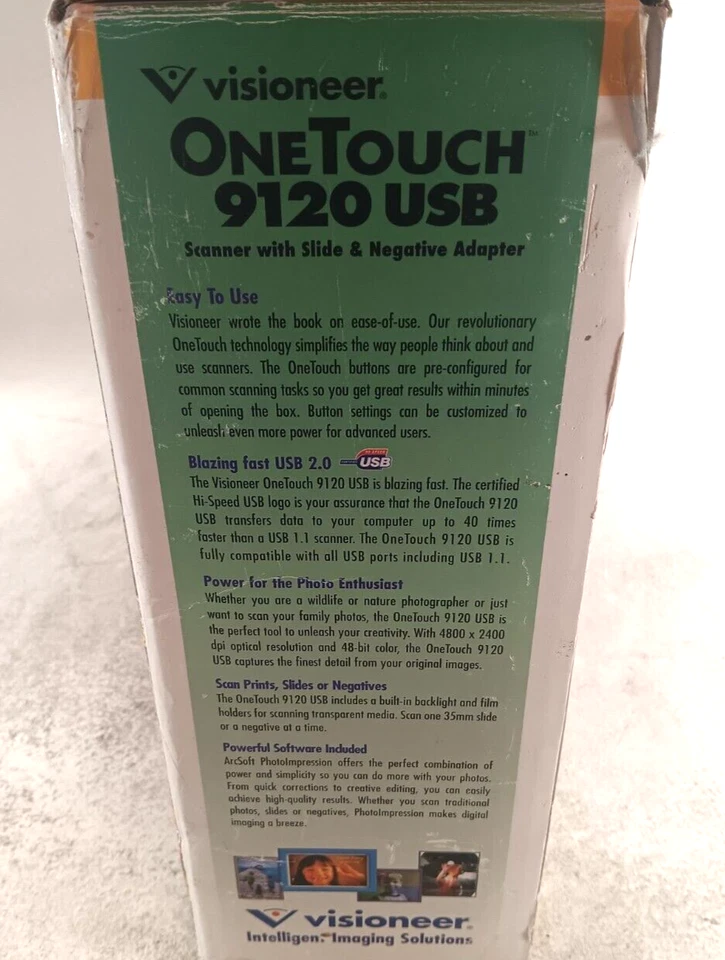 visioneer®
ONETOUCH™
9120 USB
Scanner with Slide & Negative Adapter
Easy To Use
Visioneer wrote the book on ease-of-use. Our revolutionary
OneTouch technology simplifies the way people think about and
use scanners. The OneTouch buttons are pre-configured for
common scanning tasks so you get great results within minutes
of opening the box. Button settings can be customized to
unleash even more power for advanced users.
Blazing fast USB 2.0 USB
The Visioneer OneTouch 9120 USB is blazing fast. The certified
Hi-Speed USB logo is your assurance that the OneTouch 9120
USB transfers data to your computer up to 40 times
faster than a USB 1.1 scanner. The OneTouch 9120 USB is
fully compatible with all USB ports including USB 1.1.
Power for the Photo Enthusiast
Whether you are a wildlife or nature photographer or just
want to scan your family photos, the OneTouch 9120 USB is
the perfect tool to unleash your creativity. With 4800 x 2400
dpi optical resolution and 48-bit color, the OneTouch 9120
USB captures the finest detail from your original images.
Scan Prints, Slides or Negatives
The OneTouch 9120 USB includes a built-in backlight and film
holders for scanning transparent media. Scan one 35mm slide
or a negative at a time.
Powerful Software Included
ArcSoft PhotoImpression offers the perfect combination of
power and simplicity so you can do more with your photos.
From quick corrections to creative editing, you can easily
achieve high-quality results. Whether you scan traditional
photos, slides or negatives, PhotoImpression makes digital
imaging a breeze.
visioneer®
Intelligent Imaging Solutions